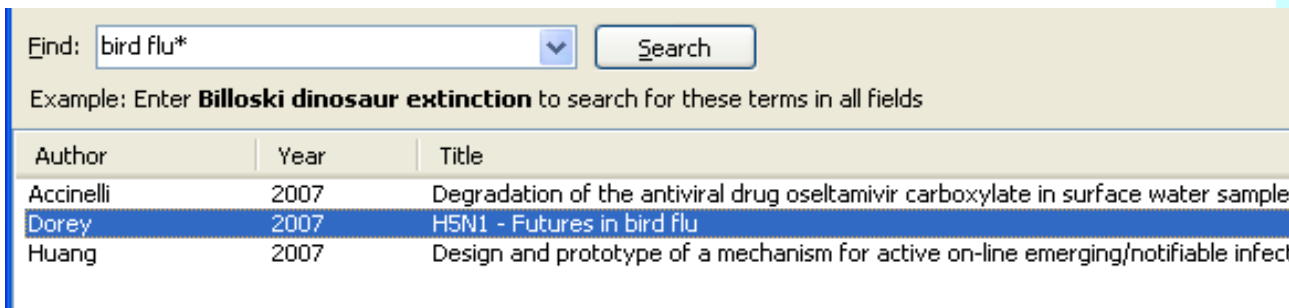 Find: bird flu* Search
Example: Enter Billoski dinosaur extinction to search for these terms in all fields
Author Year Title
Accinelli 2007 Degradation of the antiviral drug oseltamivir carboxylate in surface water sample
Dorey 2007 H5N1 - Futures in bird flu
Huang 2007 Design and prototype of a mechanism for active on-line emerging/notifiable infect